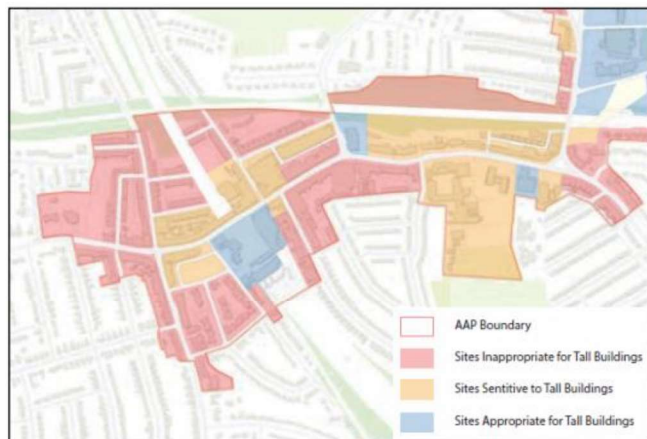 AAP Boundary
Sites Inappropriate for Tall Buildings
Sites Sentitive to Tall Buildings
Sites Appropriate for Tall Buildings